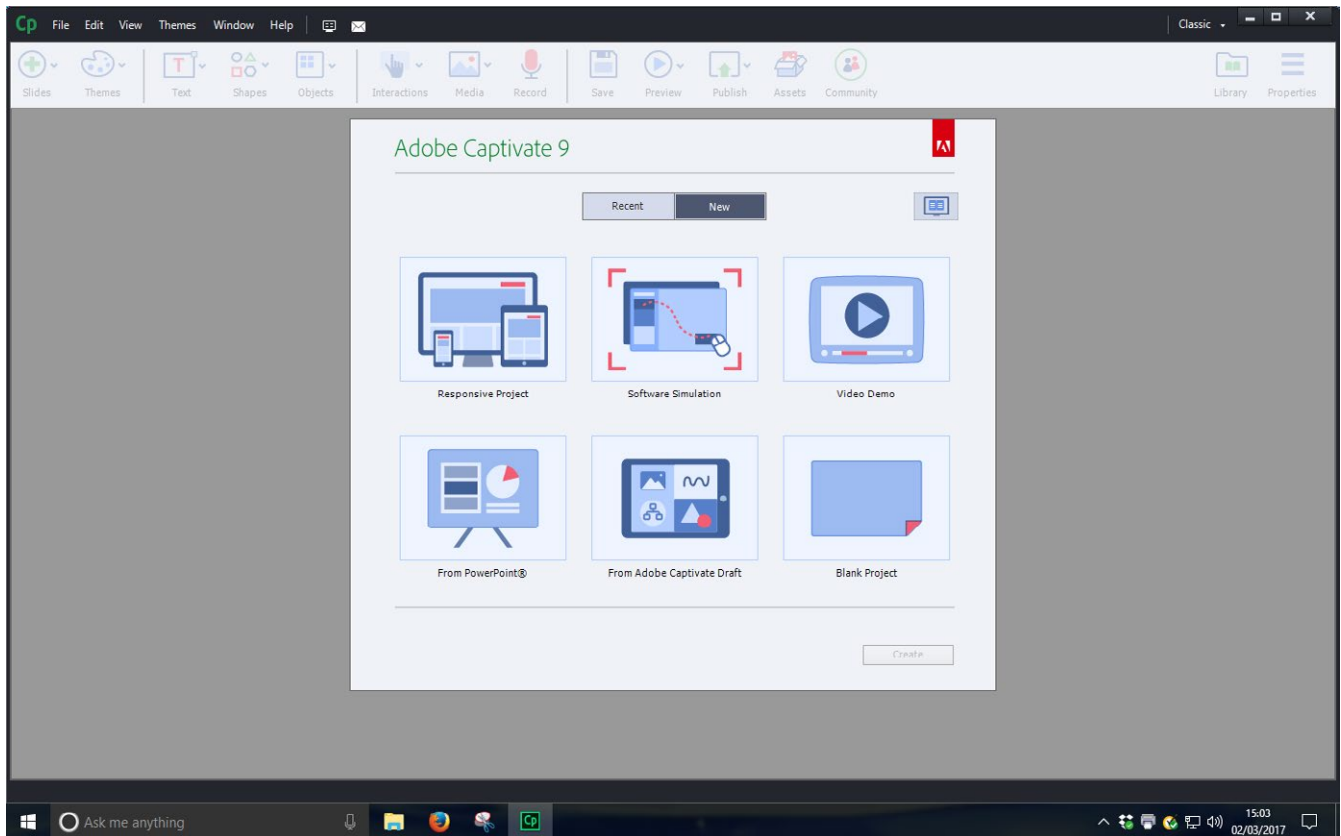 Cp File Edit View Themes Window Help Classic
Slides Themes Text Shapes Objects Interactions Media Record Save Preview Publish Assets Community Library Properties
Adobe Captivate 9
Recent New
Responsive Project Software Simulation Video Demo
From PowerPoint® From Adobe Captivate Draft Blank Project
Create
Ask me anything Cp 15:03
02/03/2017